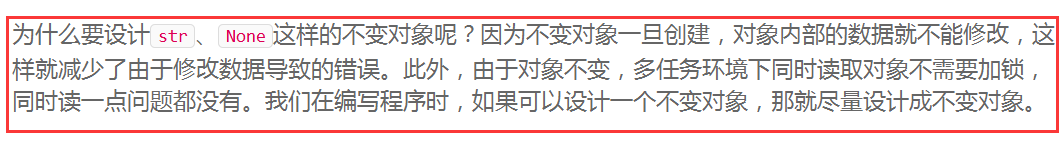 为什么要设计str、None这样的不变对象呢？因为不变对象一旦创建，对象内部的数据就不能修改，这
样就减少了由于修改数据导致的错误。此外，由于对象不变，多任务环境下同时读取对象不需要加锁，
同时读一点问题都没有。我们在编写程序时，如果可以设计一个不变对象，那就尽量设计成不变对象。